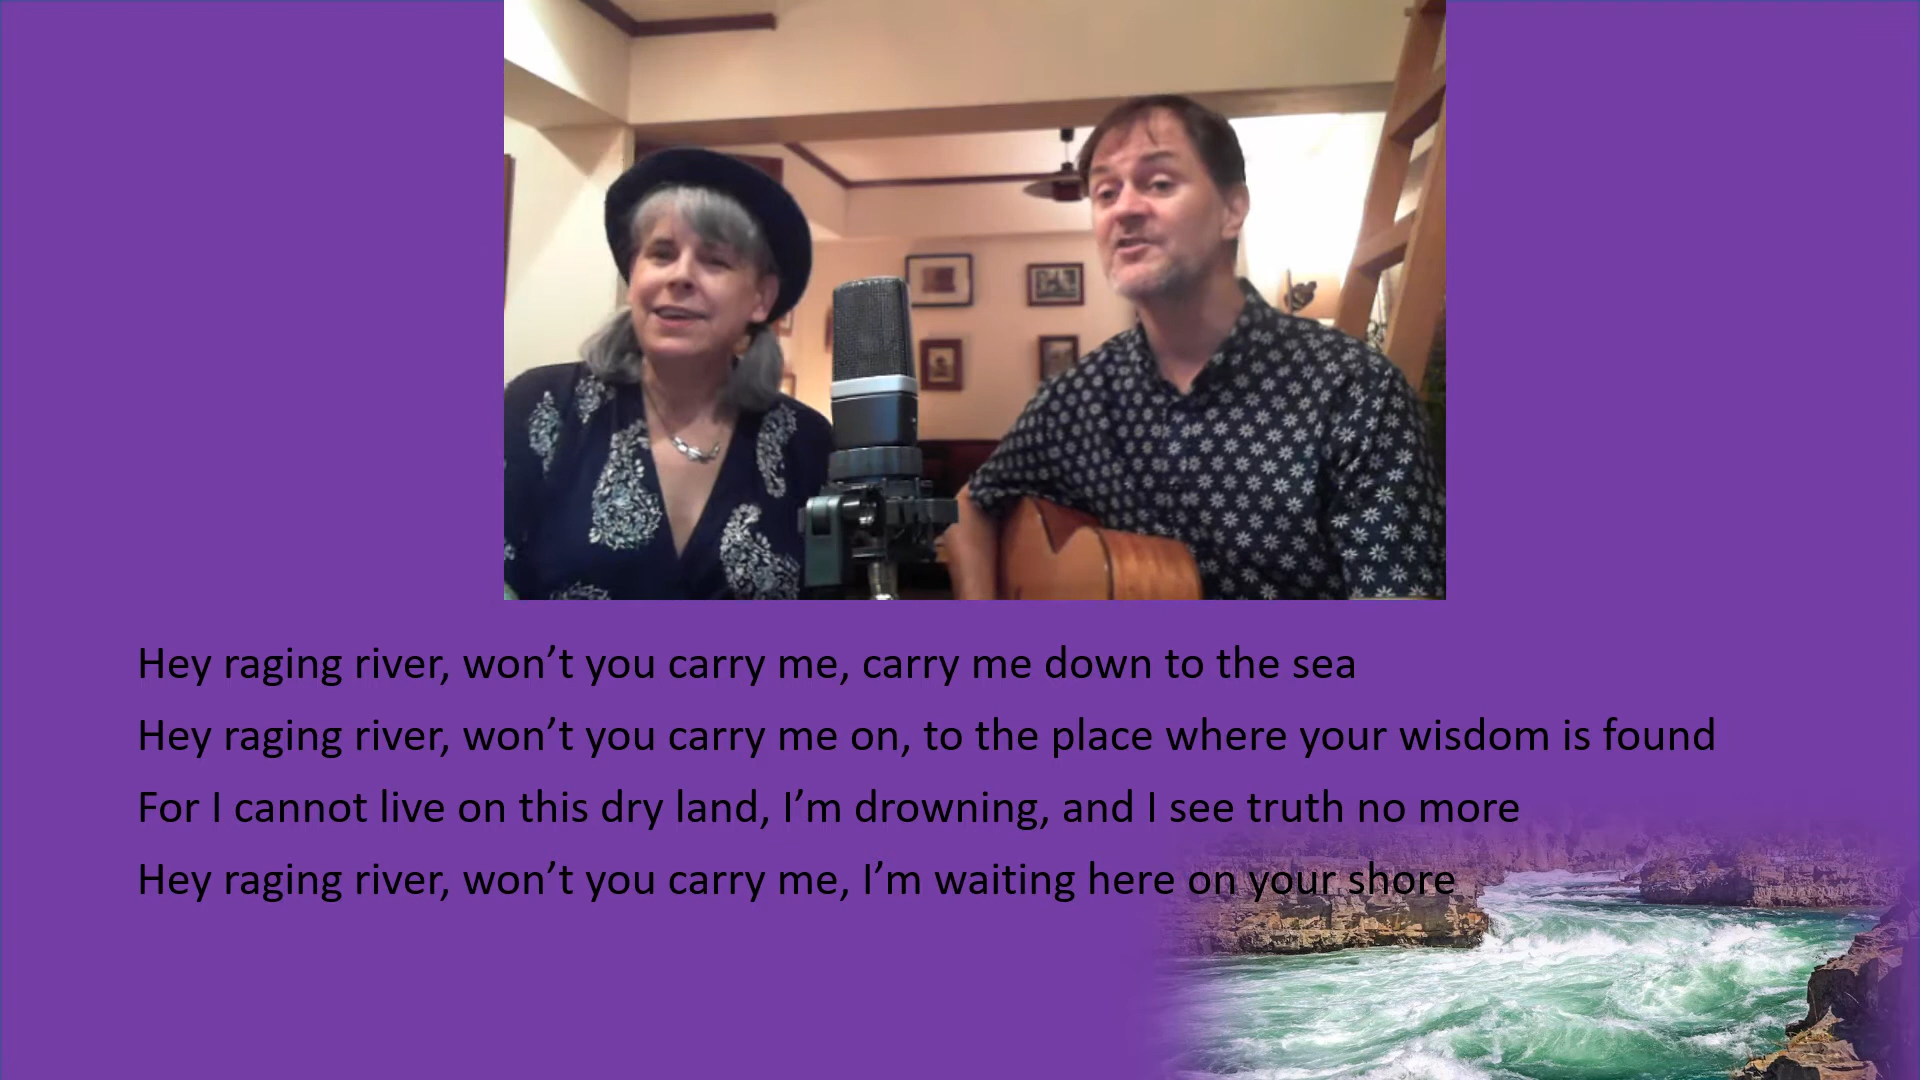 Hey raging river, won’t you carry me, carry me down to the sea
Hey raging river, won’t you carry me on, to the place where your wisdom is found
For I cannot live on this dry land, I’m drowning, and I see truth no more
Hey raging river, won’t you carry me, I’m waiting here on your shore